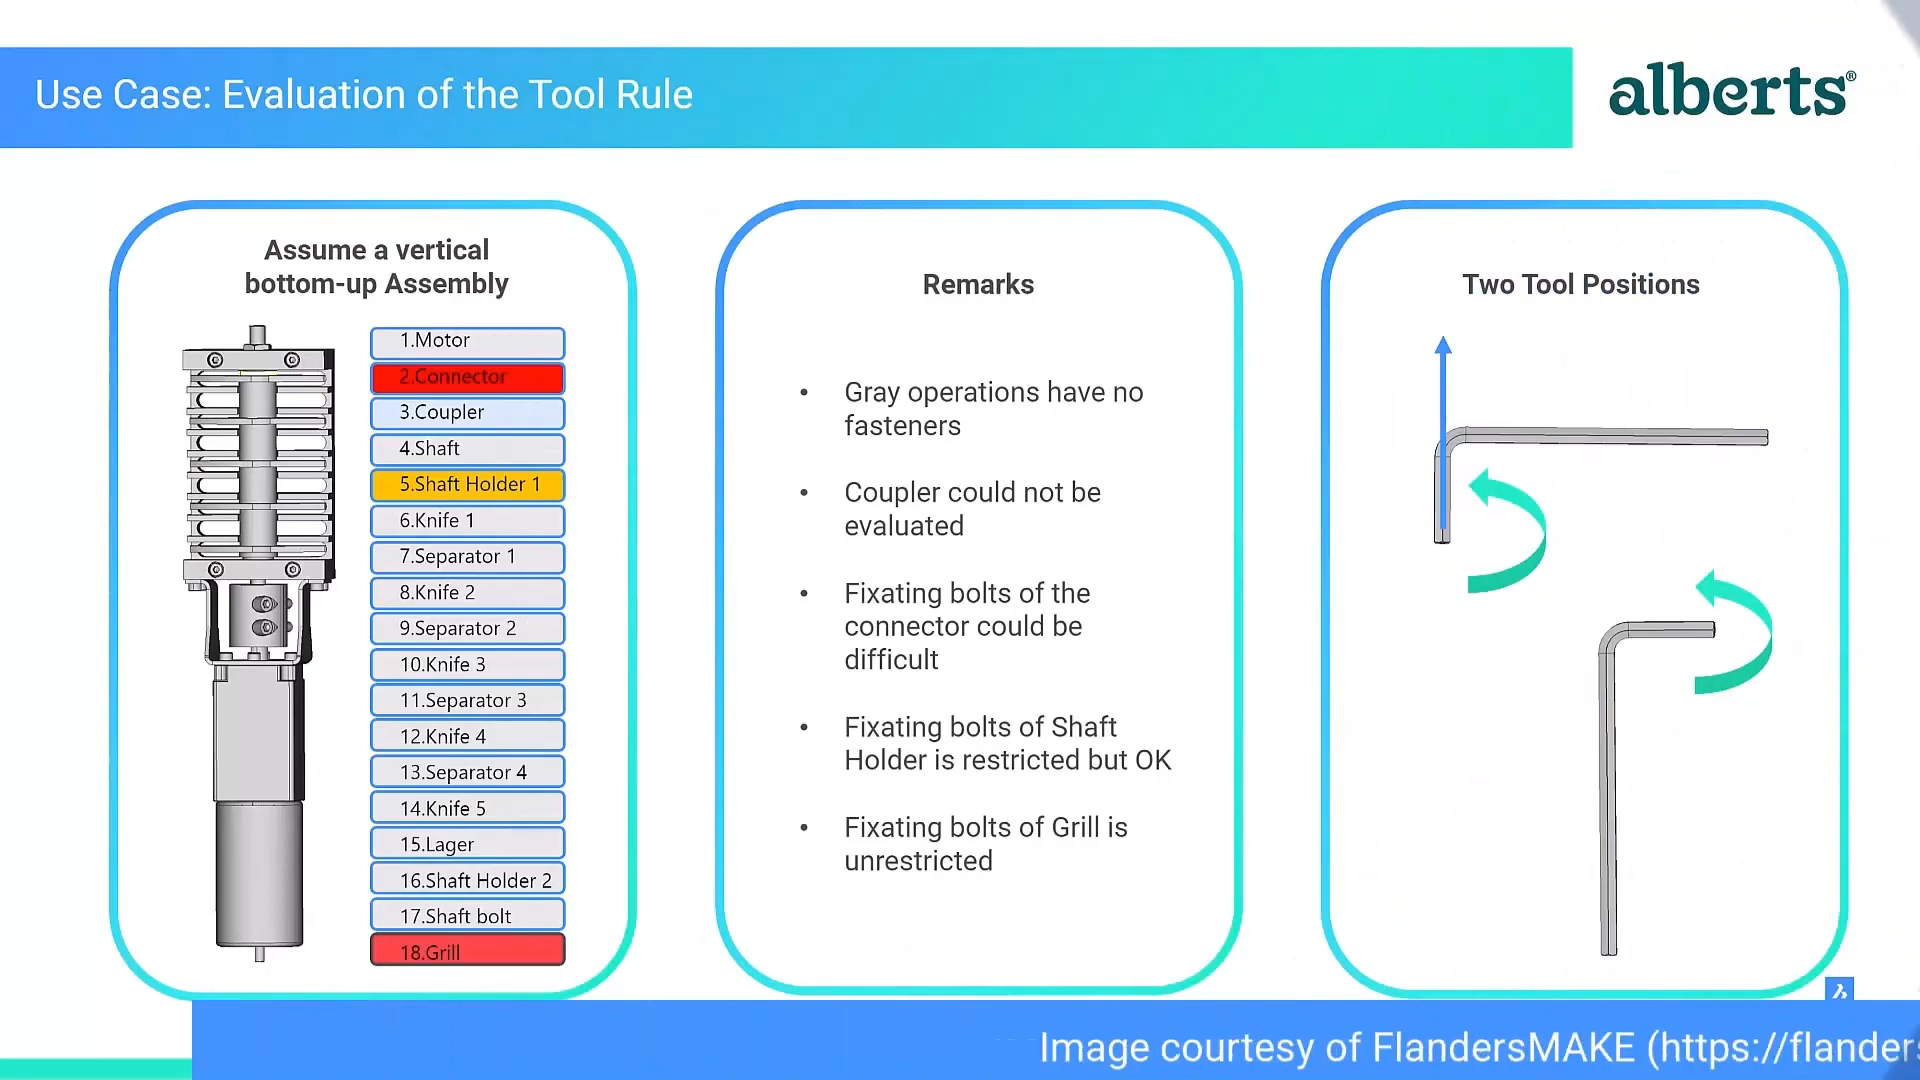 Use Case: Evaluation of the Tool Rule
alberts®
Assume a vertical
bottom-up Assembly
1.Motor
2.Connector
3.Coupler
4.Shaft
5.Shaft Holder 1
6.Knife 1
7.Separator 1
8.Knife 2
9.Separator 2
10.Knife 3
11.Separator 3
12.Knife 4
13.Separator 4
14.Knife 5
15.Lager
16.Shaft Holder 2
17.Shaft bolt
18.Grill
Remarks
• Gray operations have no
fasteners
• Coupler could not be
evaluated
• Fixating bolts of the
connector could be
difficult
• Fixating bolts of Shaft
Holder is restricted but OK
• Fixating bolts of Grill is
unrestricted
Two Tool Positions
Image courtesy of FlandersMAKE (https://flanders